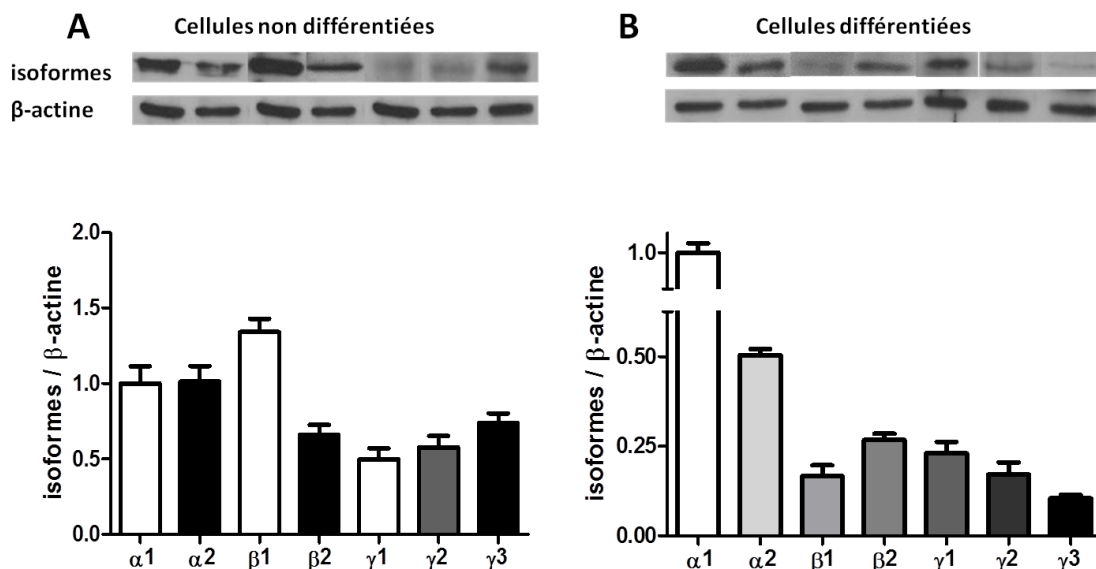 A Cellules non différentiées
isoformes
β-actine
isoformes / β-actine
2.0
1.5
1.0
0.5
0.0
α1 α2 β1 β2 γ1 γ2 γ3
B Cellules différentiées
isoformes / β-actine
1.0
0.50
0.25
0.00
α1 α2 β1 β2 γ1 γ2 γ3